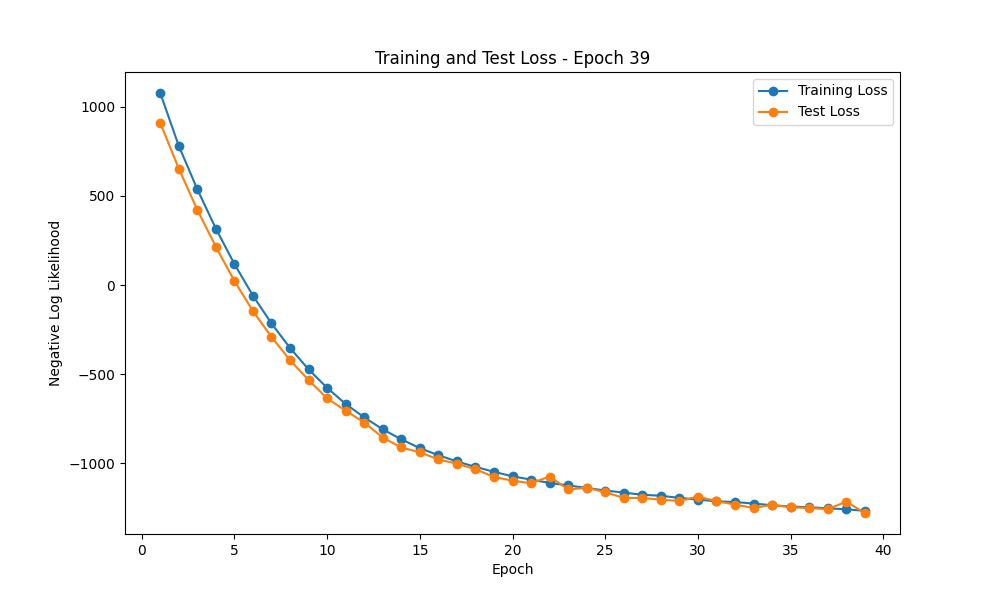 Training and Test Loss - Epoch 39
Training Loss
Test Loss
1000
500
0
−500
−1000
Negative Log Likelihood
0 5 10 15 20 25 30 35 40
Epoch